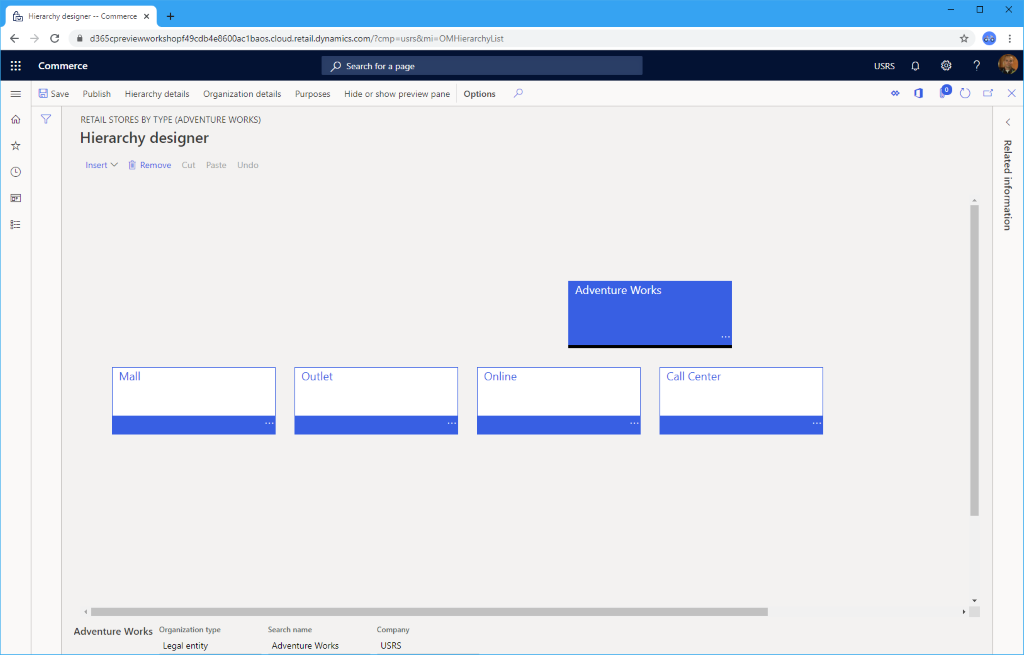 Hierarchy designer -- Commerce
d365cpreviewworkshopf49cdb4e8600ac1baos.cloud.retail.dynamics.com/?cmp=usrs&mi=OMHierarchyList
Commerce
Search for a page
USRS
?
Save Publish Hierarchy details Organization details Purposes Hide or show preview pane Options
0
RETAIL STORES BY TYPE (ADVENTURE WORKS)
Hierarchy designer
Insert Remove Cut Paste Undo
Related information
Adventure Works
...
Mall Outlet Online Call Center
... ... ... ...
Adventure Works Organization type Search name Company
Legal entity Adventure Works USRS